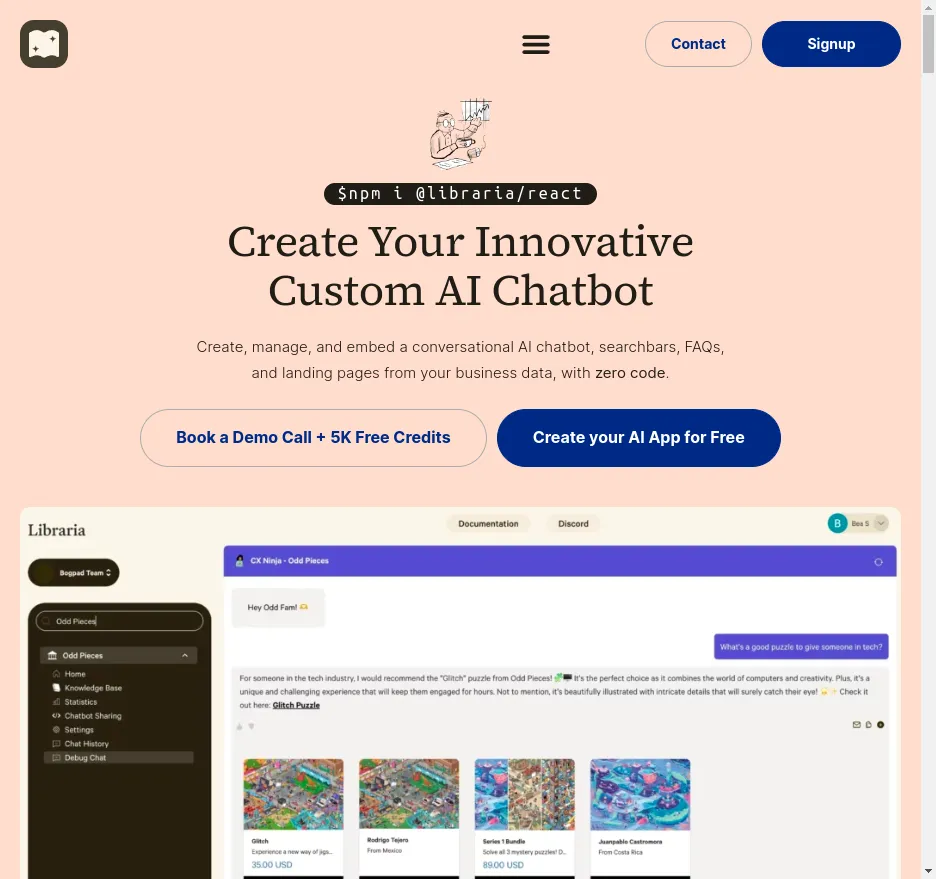 Contact
Signup
$npm i @libraria/react
Create Your Innovative
Custom AI Chatbot
Create, manage, and embed a conversational AI chatbot, searchbars, FAQs,
and landing pages from your business data, with zero code.
Book a Demo Call + 5K Free Credits
Create your AI App for Free
Libraria
Documentation
Discord
B
Bea S
Bogpad Team
CX Ninja - Odd Pieces
Odd Pieces
Hey Odd Fam! 🫶
What's a good puzzle to give someone in tech?
Odd Pieces
Home
Knowledge Base
Statistics
Chatbot Sharing
Settings
Chat History
Debug Chat
For someone in the tech industry, I would recommend the "Glitch" puzzle from Odd Pieces! 🧩🖥️ It's the perfect choice as it combines the world of computers and creativity. Plus, it's a
unique and challenging experience that will keep them engaged for hours. Not to mention, it's beautifully illustrated with intricate details that will surely catch their eye! 💫✨ Check it
out here: Glitch Puzzle
Glitch
Experience a new way of jigs...
35.00 USD
Rodrigo Tejero
From Mexico
Series 1 Bundle
Solve all 3 mystery puzzles! D...
89.00 USD
Juanpablo Castromora
From Costa Rica